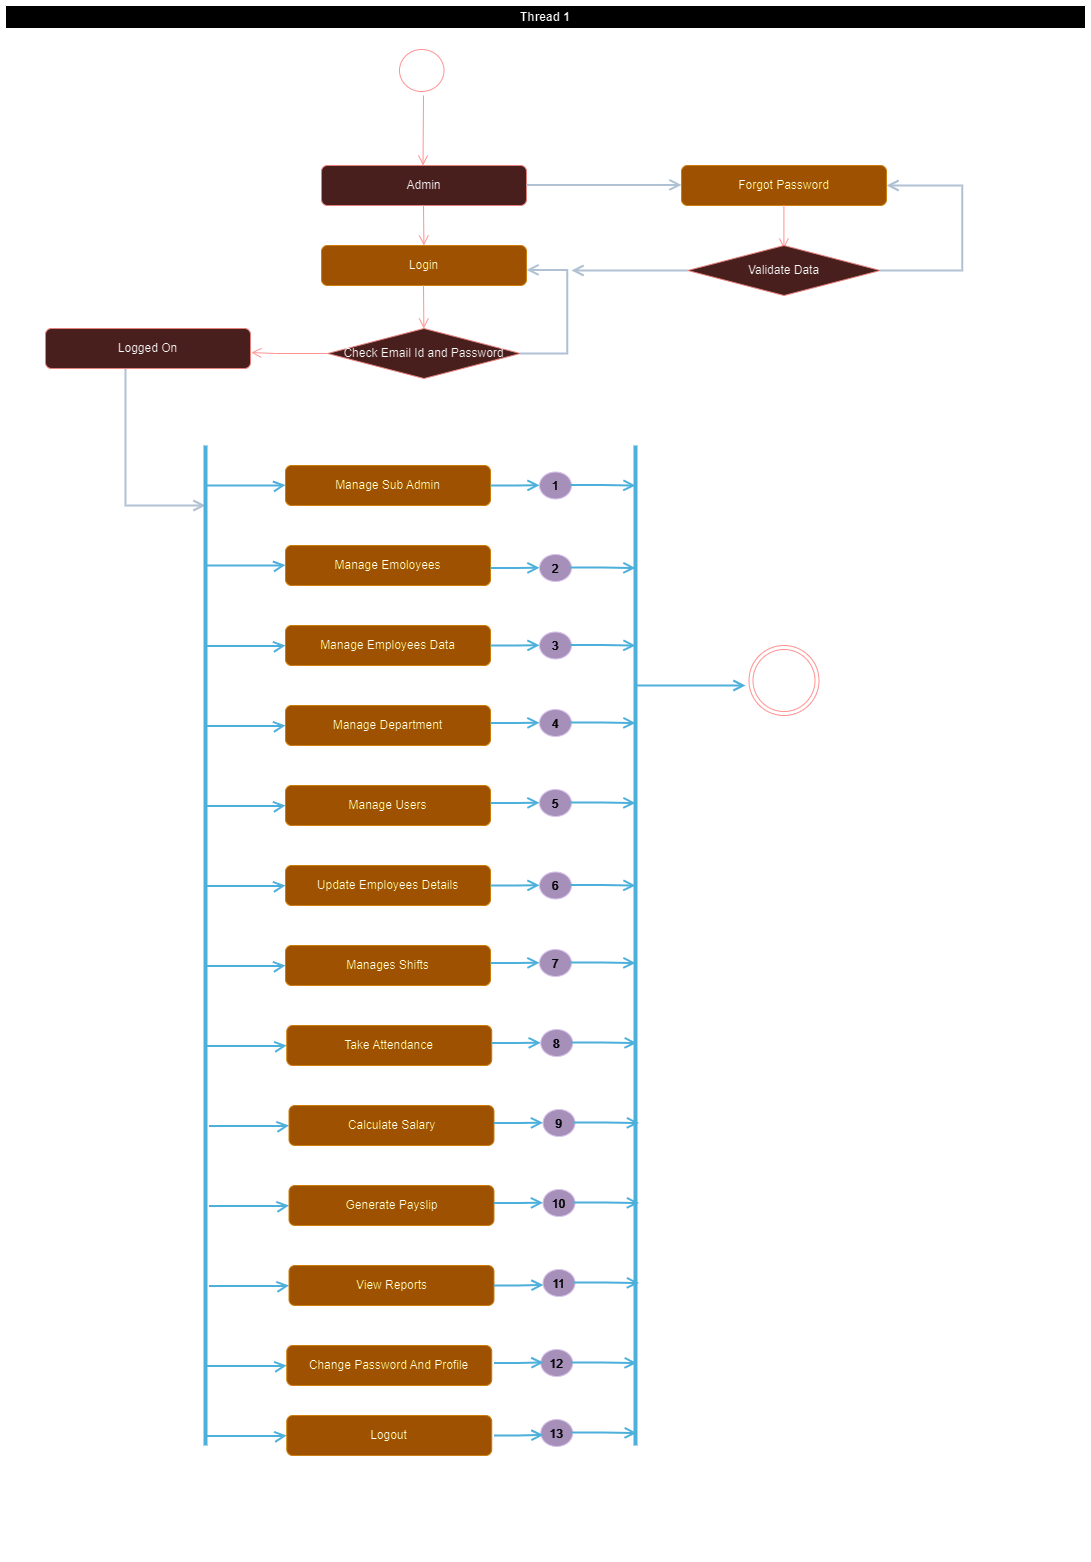 Thread 1
Admin
Forgot Password
Login
Validate Data
Logged On
Check Email Id and Password
Manage Sub Admin
1
Manage Emoloyees
2
Manage Employees Data
3
Manage Department
4
Manage Users
5
Update Employees Details
6
Manages Shifts
7
Take Attendance
8
Calculate Salary
9
Generate Payslip
10
View Reports
11
Change Password And Profile
12
Logout
13